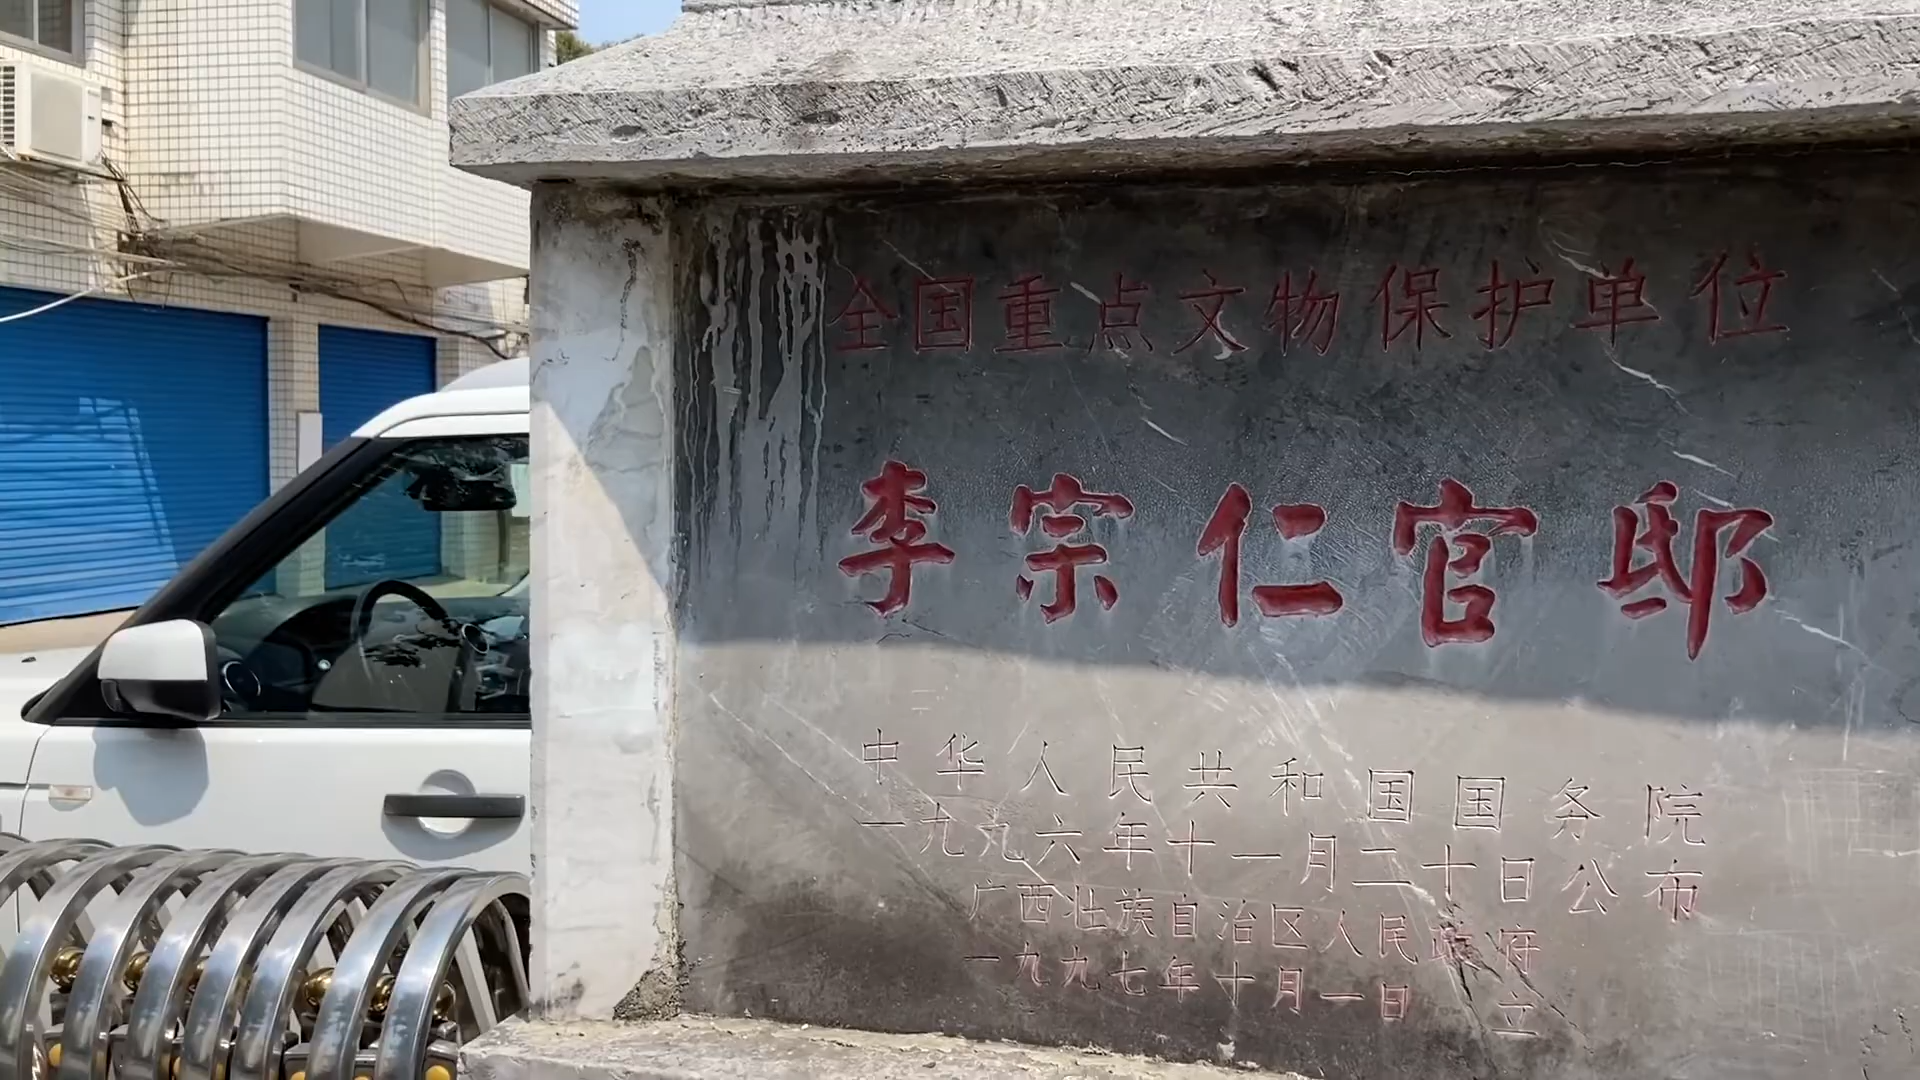 全国重点文物保护单位
李宗仁官邸
中华人民共和国国务院
一九九六年十一月二十日公布
广西壮族自治区人民政府
一九九七年十月一日 立